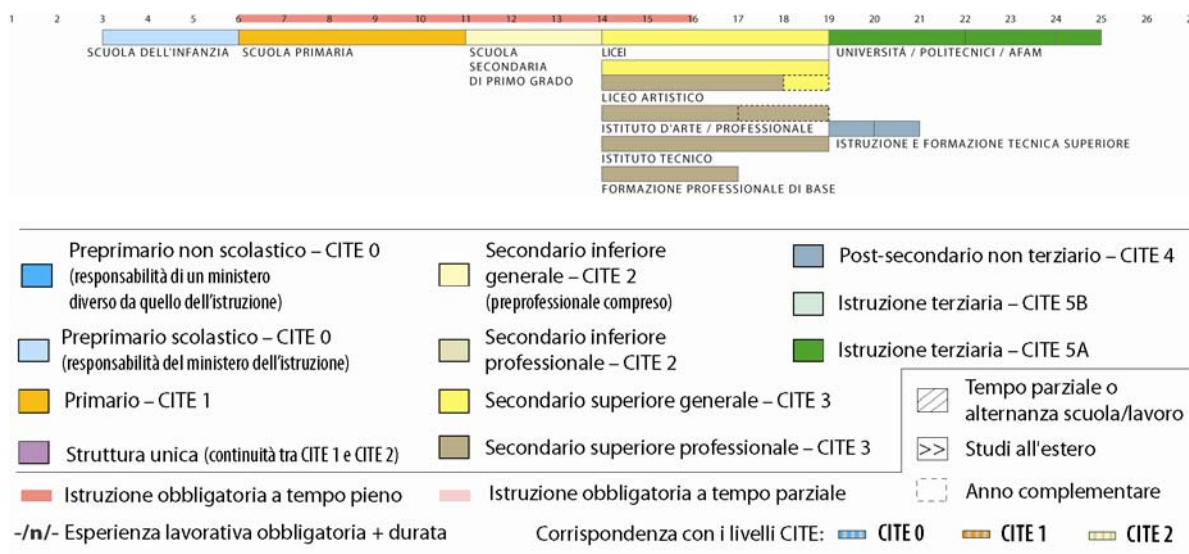 1 2 3 4 5 6 7 8 9 10 11 12 13 14 15 16 17 18 19 20 21 22 23 24 25 26
SCUOLA DELL'INFANZIA SCUOLA PRIMARIA SCUOLA LICEI UNIVERSITÀ / POLITECNICI / AFAM
SECONDARIA
DI PRIMO GRADO
LICEO ARTISTICO
ISTITUTO D'ARTE / PROFESSIONALE ISTRUZIONE E FORMAZIONE TECNICA SUPERIORE
ISTITUTO TECNICO
FORMAZIONE PROFESSIONALE DI BASE
Preprimario non scolastico – CITE 0
(responsabilità di un ministero
diverso da quello dell'istruzione)
Preprimario scolastico – CITE 0
(responsabilità del ministero dell'istruzione)
Primario – CITE 1
Struttura unica (continuità tra CITE 1 e CITE 2)
Secondario inferiore
generale – CITE 2
(preprofessionale compreso)
Secondario inferiore
professionale – CITE 2
Secondario superiore generale – CITE 3
Secondario superiore professionale – CITE 3
Post-secondario non terziario – CITE 4
Istruzione terziaria – CITE 5B
Istruzione terziaria – CITE 5A
Tempo parziale o
alternanza scuola/lavoro
>> Studi all'estero
Anno complementare
Istruzione obbligatoria a tempo pieno Istruzione obbligatoria a tempo parziale
-/n/- Esperienza lavorativa obbligatoria + durata Corrispondenza con i livelli CITE: CITE 0 CITE 1 CITE 2